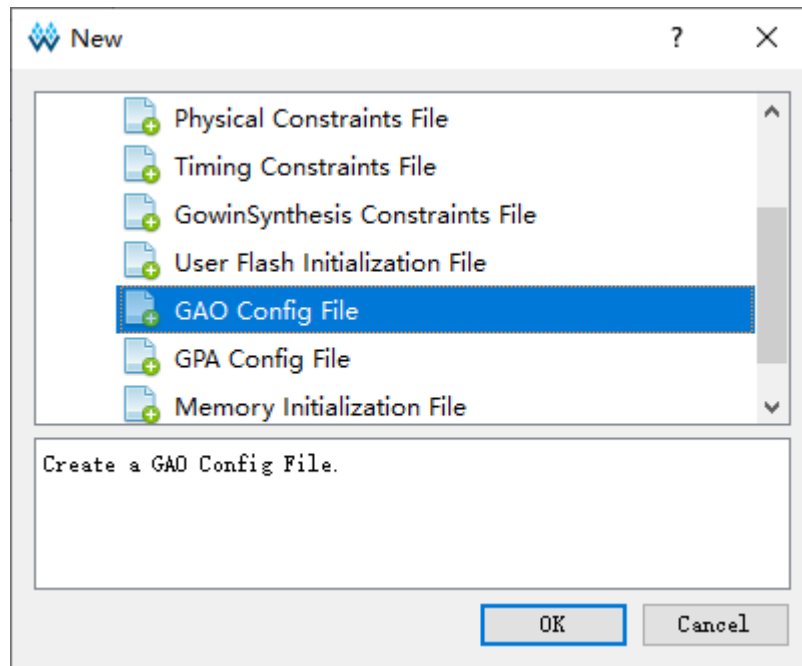 New
?
Physical Constraints File
Timing Constraints File
GowinSynthesis Constraints File
User Flash Initialization File
GAO Config File
GPA Config File
Memory Initialization File
Create a GAO Config File.
OK Cancel